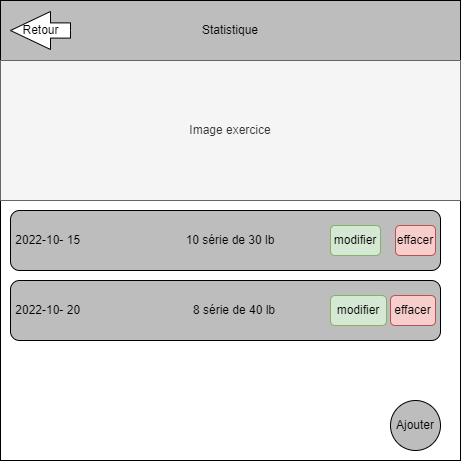 Retour
Statistique
Image exercice
2022-10- 15 10 série de 30 lb modifier effacer
2022-10- 20 8 série de 40 lb modifier effacer
Ajouter